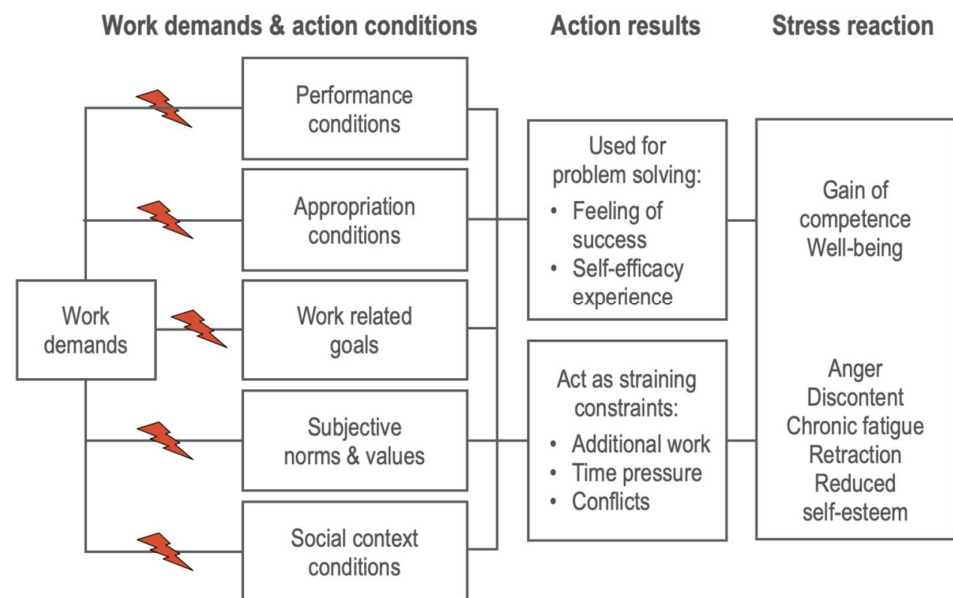 Work demands & action conditions
Action results
Stress reaction
Work
demands
Performance
conditions
Appropriation
conditions
Work related
goals
Subjective
norms & values
Social context
conditions
Used for
problem solving:
• Feeling of
success
• Self-efficacy
experience
Act as straining
constraints:
• Additional work
• Time pressure
• Conflicts
Gain of
competence
Well-being
Anger
Discontent
Chronic fatigue
Retraction
Reduced
self-esteem